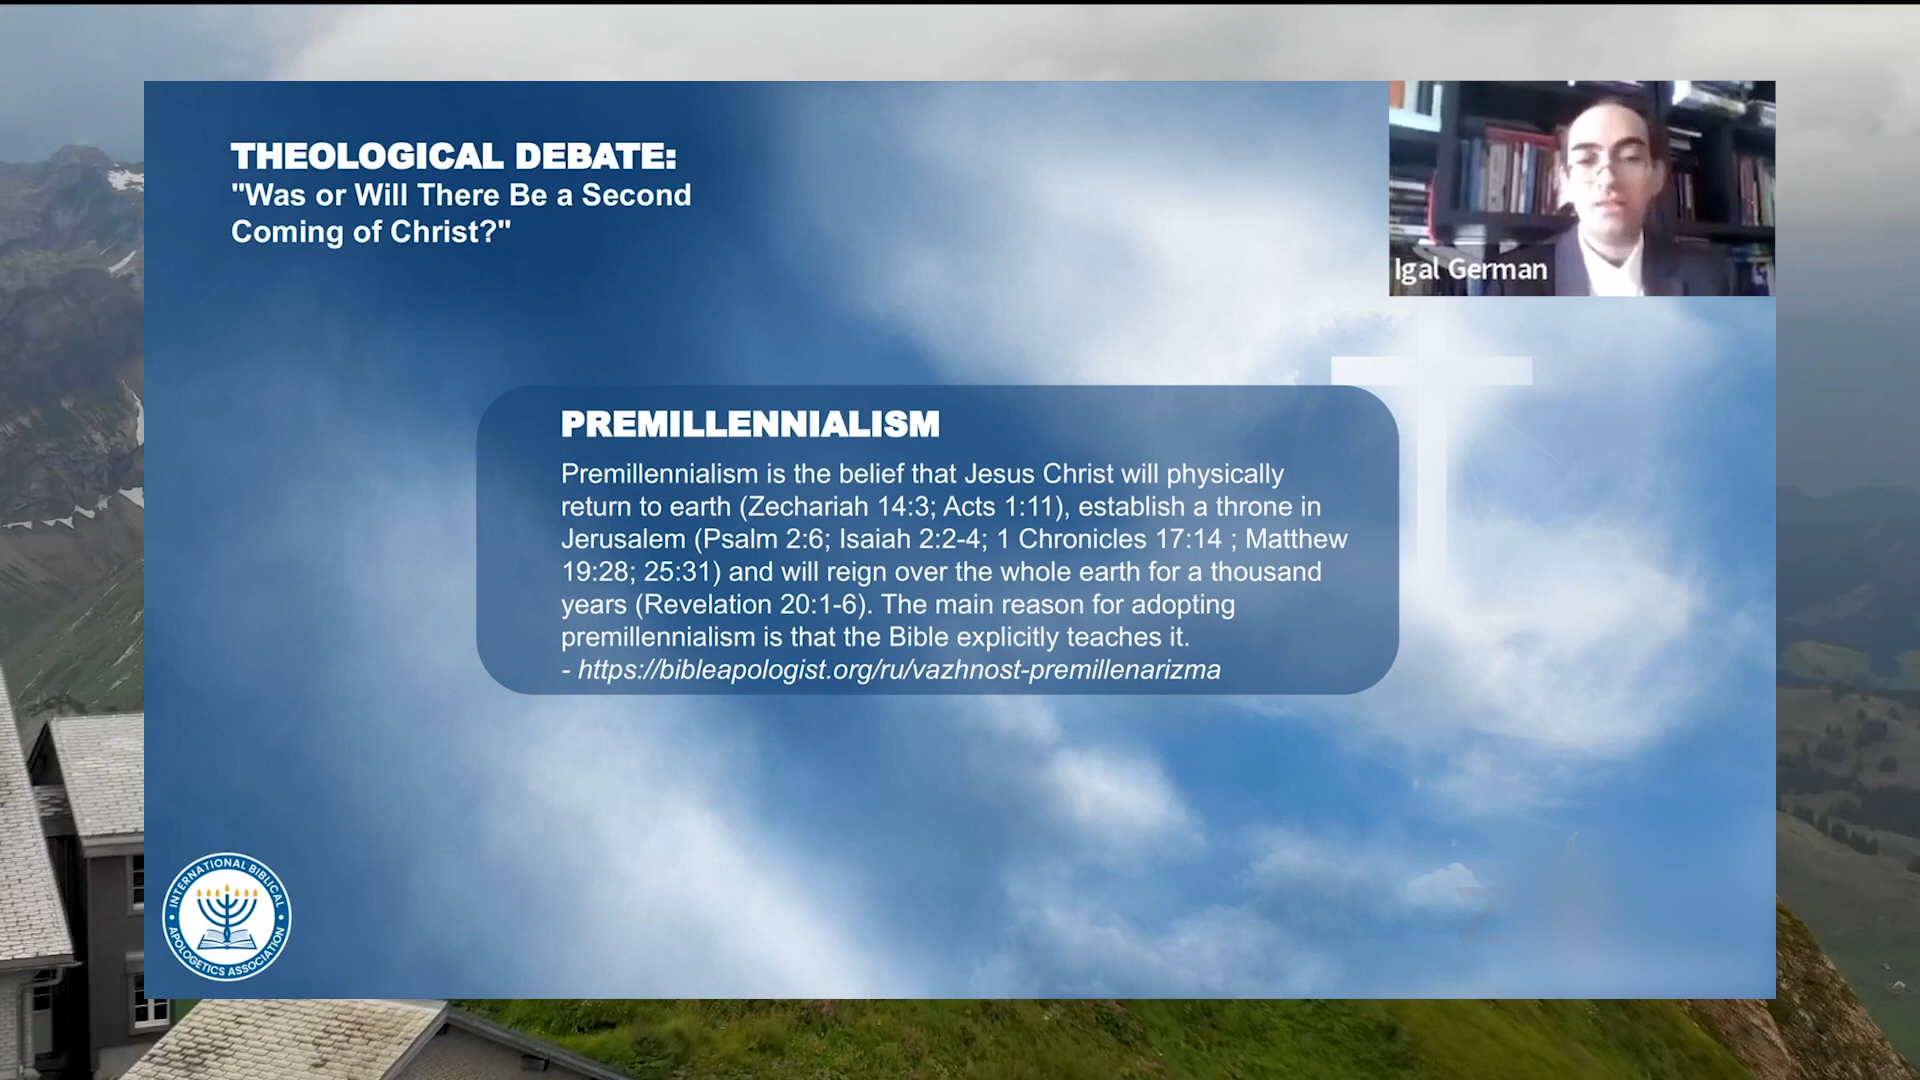 THEOLOGICAL DEBATE:
"Was or Will There Be a Second
Coming of Christ?"
Igal German
PREMILLENNIALISM
Premillennialism is the belief that Jesus Christ will physically
return to earth (Zechariah 14:3; Acts 1:11), establish a throne in
Jerusalem (Psalm 2:6; Isaiah 2:2-4; 1 Chronicles 17:14 ; Matthew
19:28; 25:31) and will reign over the whole earth for a thousand
years (Revelation 20:1-6). The main reason for adopting
premillennialism is that the Bible explicitly teaches it.
- https://bibleapologist.org/ru/vazhnost-premillenarizma
INTERNATIONAL BIBLICAL
APOLOGETICS ASSOCIATION